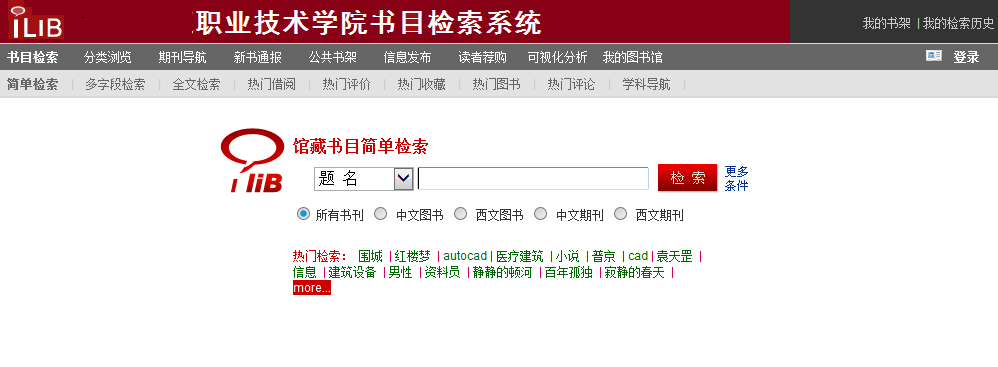 iLiB
职业技术学院书目检索系统
我的书架 | 我的检索历史
书目检索 分类浏览 期刊导航 新书通报 公共书架 信息发布 读者荐购 可视化分析 我的图书馆 登录
简单检索 | 多字段检索 | 全文检索 | 热门借阅 | 热门评价 | 热门收藏 | 热门图书 | 热门评论 | 学科导航 |
iliB
馆藏书目简单检索
题 名 检 索 更多
条件
所有书刊 中文图书 西文图书 中文期刊 西文期刊
热门检索： 围城 | 红楼梦 | autocad | 医疗建筑 | 小说 | 普京 | cad | 袁天罡 |
信息 | 建筑设备 | 男性 | 资料员 | 静静的顿河 | 百年孤独 | 寂静的春天 |
more...